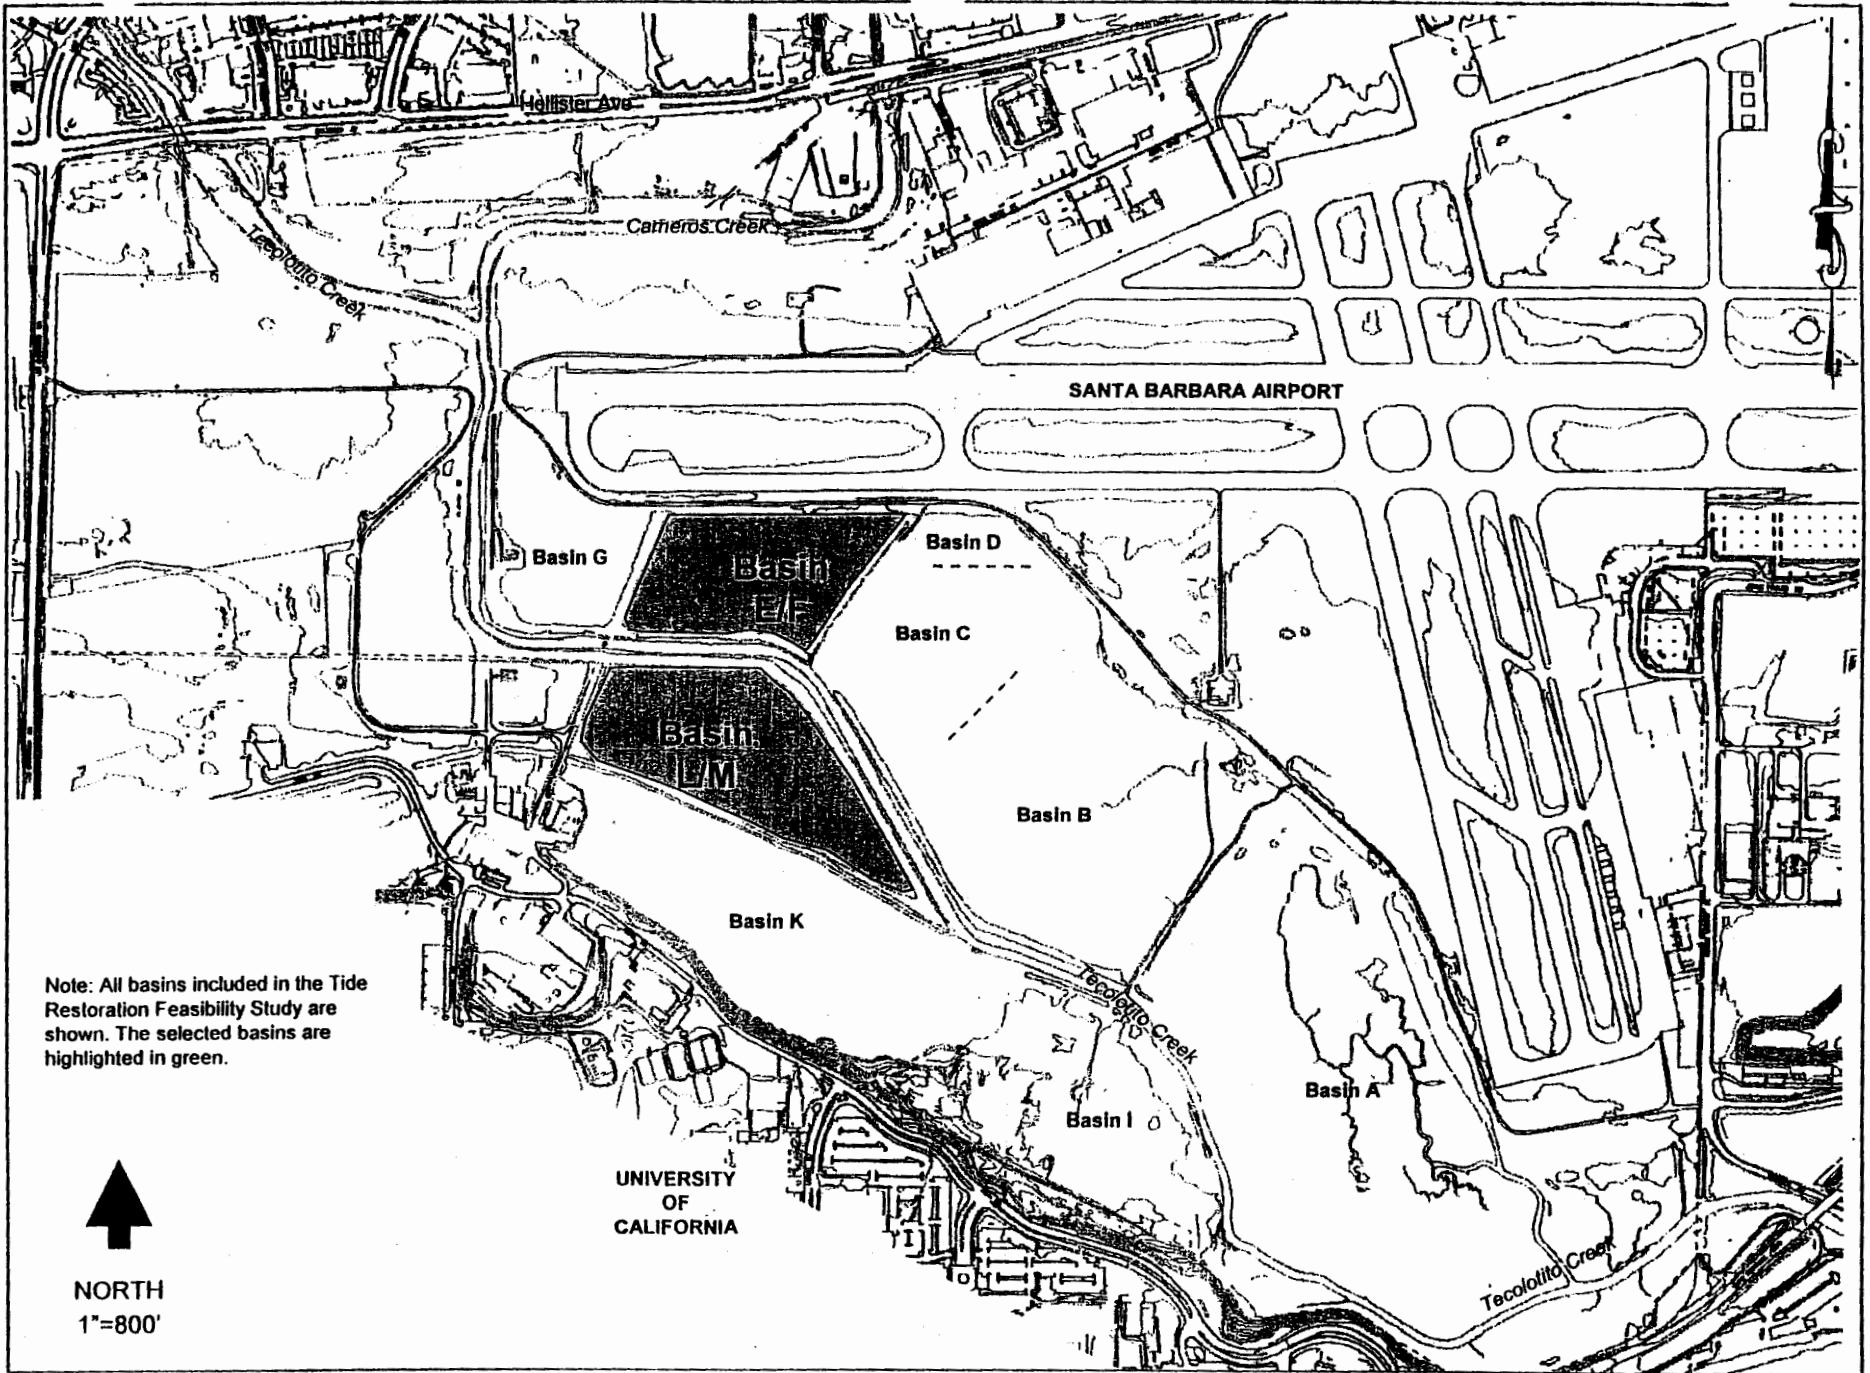 Hollister Ave
Carneros Creek
Tecolotito Creek
SANTA BARBARA AIRPORT
Basin G
Basin
E/F
Basin D
Basin C
Basin
L/M
Basin B
Basin K
Note: All basins included in the Tide
Restoration Feasibility Study are
shown. The selected basins are
highlighted in green.
Tecolotito Creek
Basin A
Basin I
UNIVERSITY
OF
CALIFORNIA
Tecolotito Creek
NORTH
1"=800'